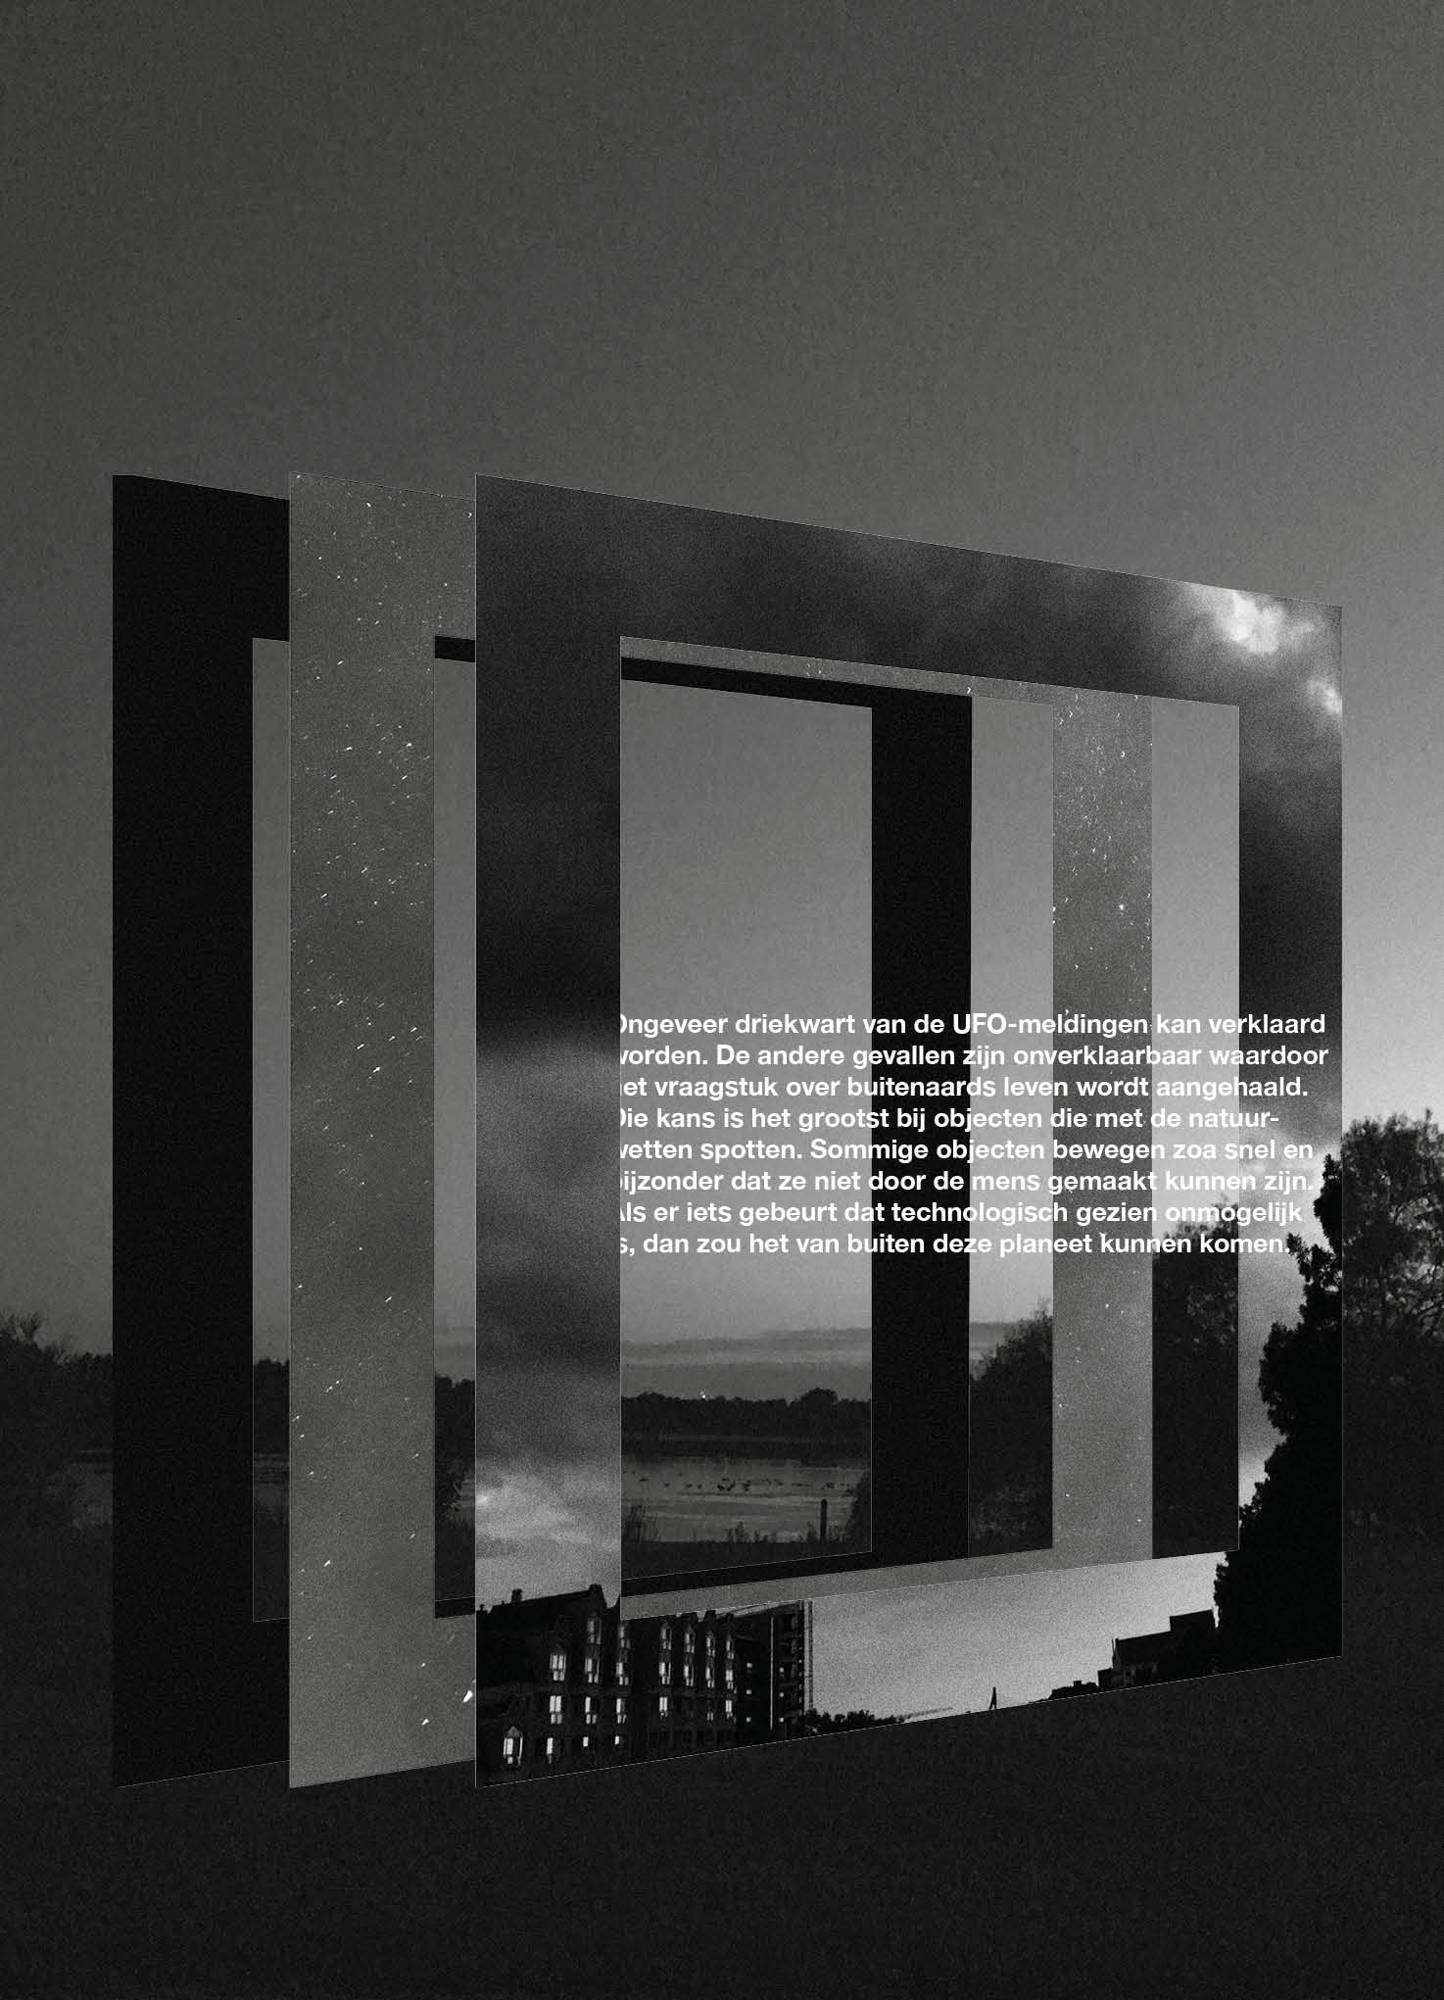 Ongeveer driekwart van de UFO-meldingen kan verklaard
worden. De andere gevallen zijn onverklaarbaar waardoor
het vraagstuk over buitenaards leven wordt aangehaald.
Die kans is het grootst bij objecten die met de natuur-
wetten spotten. Sommige objecten bewegen zoa snel en
bijzonder dat ze niet door de mens gemaakt kunnen zijn.
Als er iets gebeurt dat technologisch gezien onmogelijk
is, dan zou het van buiten deze planeet kunnen komen.